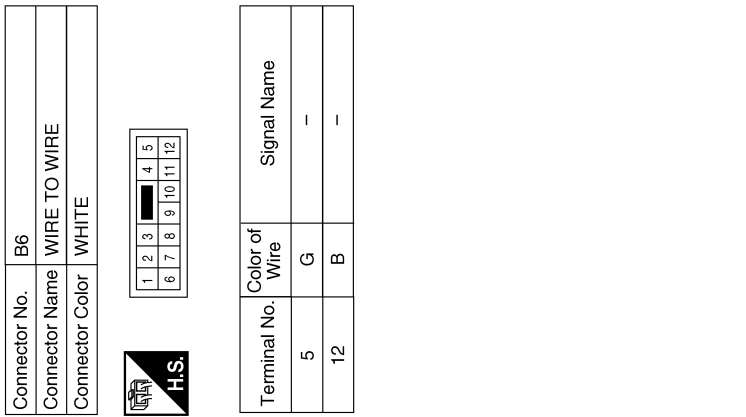 Connector No. B6
Connector Name WIRE TO WIRE
Connector Color WHITE
1 2 3 4 5
6 7 8 9 10 11 12
H.S.
Terminal No. Color of Wire Signal Name
5 G –
12 B –